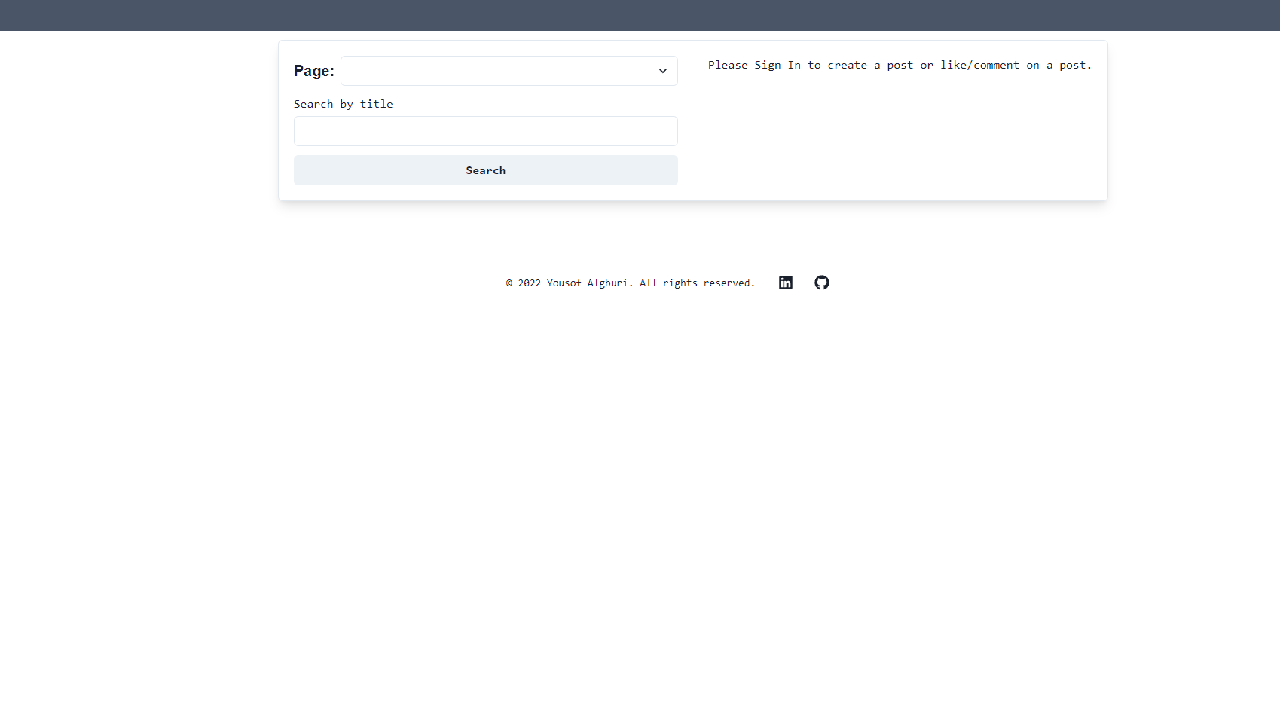 Page:
Please Sign In to create a post or like/comment on a post.
Search by title
Search
© 2022 Yousof Alghuri. All rights reserved.